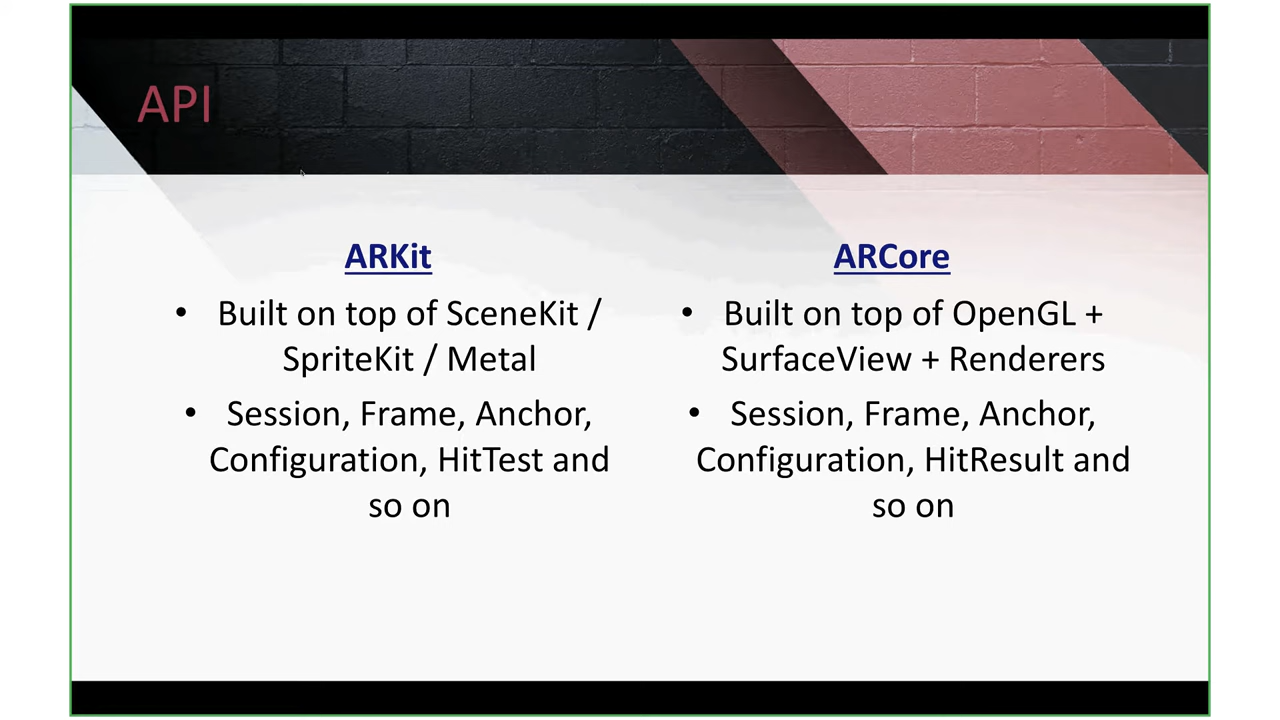 API
ARKit
• Built on top of SceneKit /
SpriteKit / Metal
• Session, Frame, Anchor,
Configuration, HitTest and
so on
ARCore
• Built on top of OpenGL +
SurfaceView + Renderers
• Session, Frame, Anchor,
Configuration, HitResult and
so on